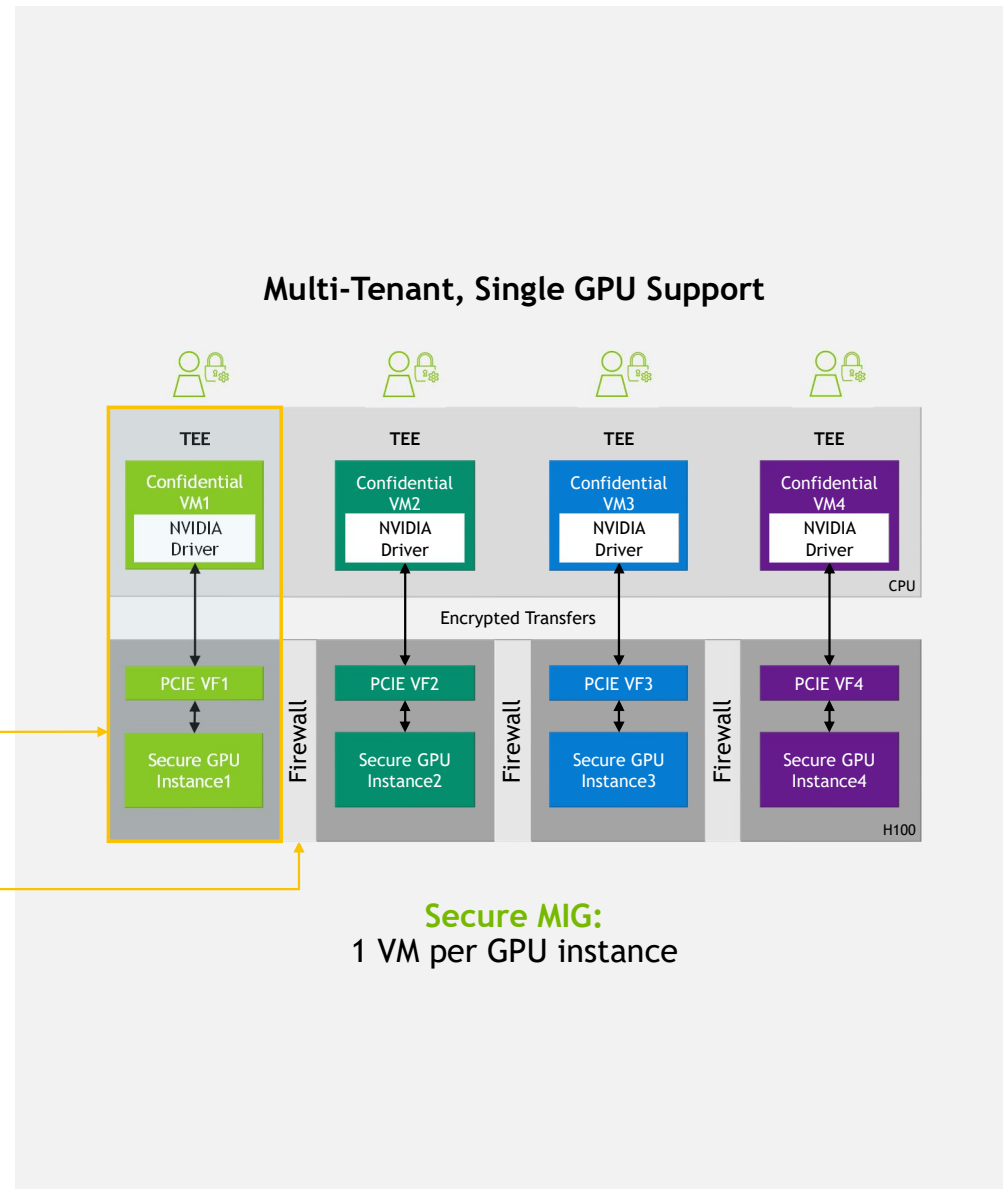 Multi-Tenant, Single GPU Support
TEE
TEE
TEE
TEE
Confidential
VM1
NVIDIA
Driver
Confidential
VM2
NVIDIA
Driver
Confidential
VM3
NVIDIA
Driver
Confidential
VM4
NVIDIA
Driver
CPU
Encrypted Transfers
PCIE VF1
PCIE VF2
PCIE VF3
PCIE VF4
Firewall
Firewall
Firewall
Secure GPU
Instance1
Secure GPU
Instance2
Secure GPU
Instance3
Secure GPU
Instance4
H100
Secure MIG:
1 VM per GPU instance